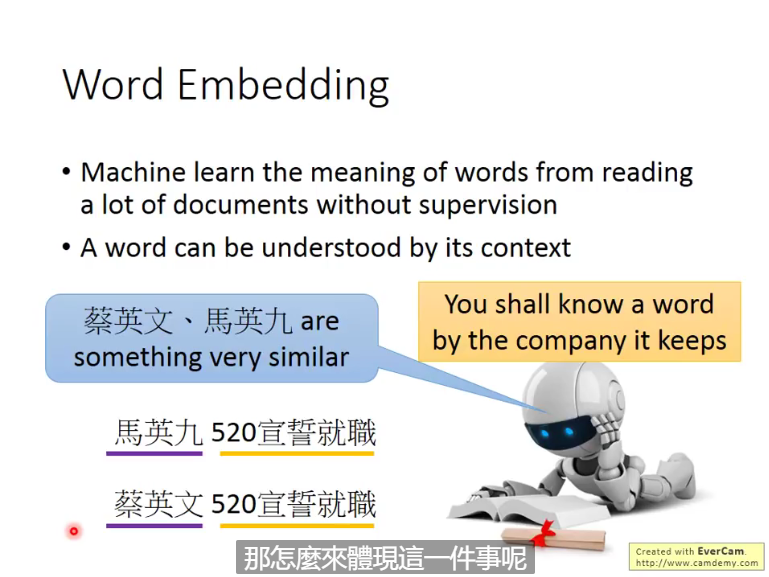 Word Embedding
• Machine learn the meaning of words from reading
a lot of documents without supervision
• A word can be understood by its context
蔡英文、馬英九 are
something very similar
You shall know a word
by the company it keeps
馬英九 520宣誓就職
蔡英文 520宣誓就職
那怎麼來體現這一件事呢
Created with EverCam.
http://www.camdemy.com